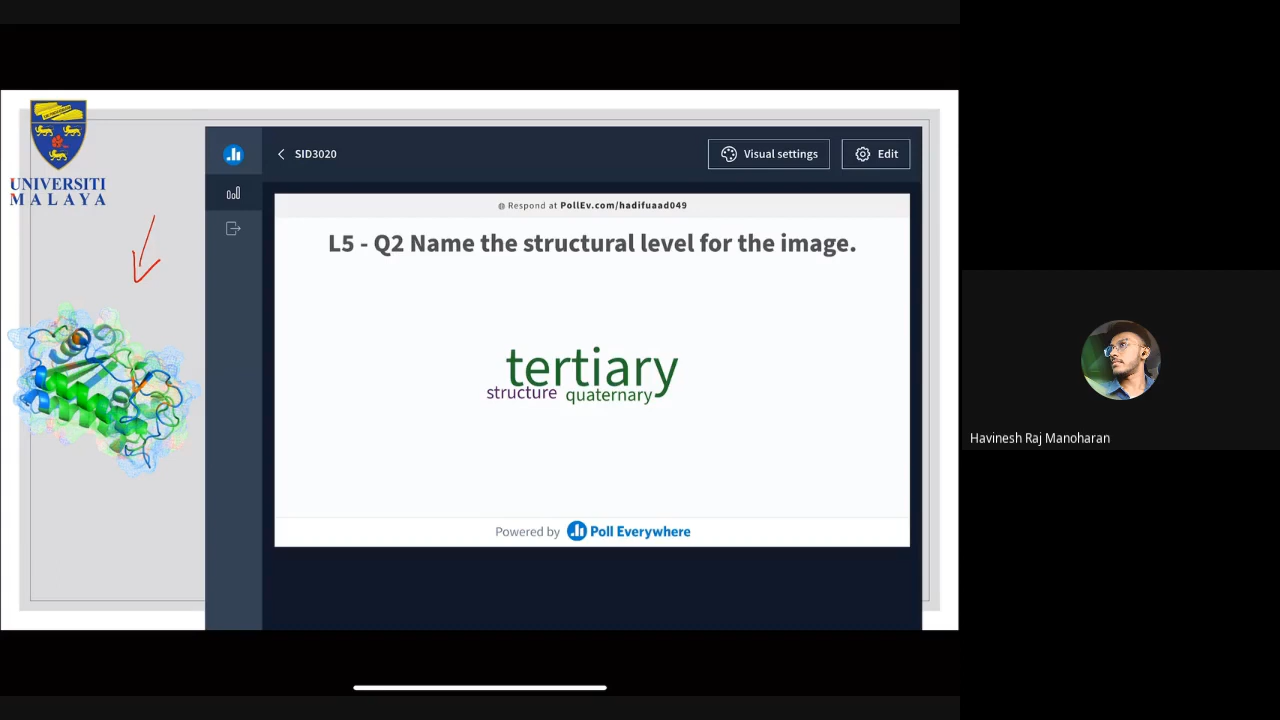 UNIVERSITI
MALAYA
SID3020
Visual settings
Edit
@ Respond at PollEv.com/hadifuaad049
L5 - Q2 Name the structural level for the image.
tertiary
structure quaternary
Powered by Poll Everywhere
Havinesh Raj Manoharan